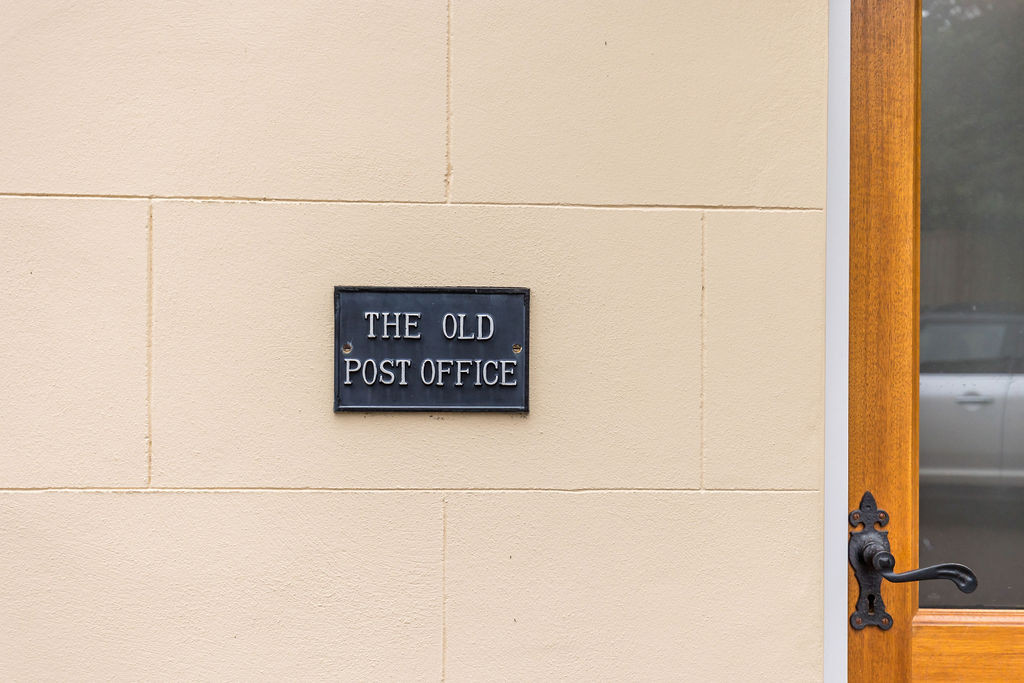 THE OLD
POST OFFICE